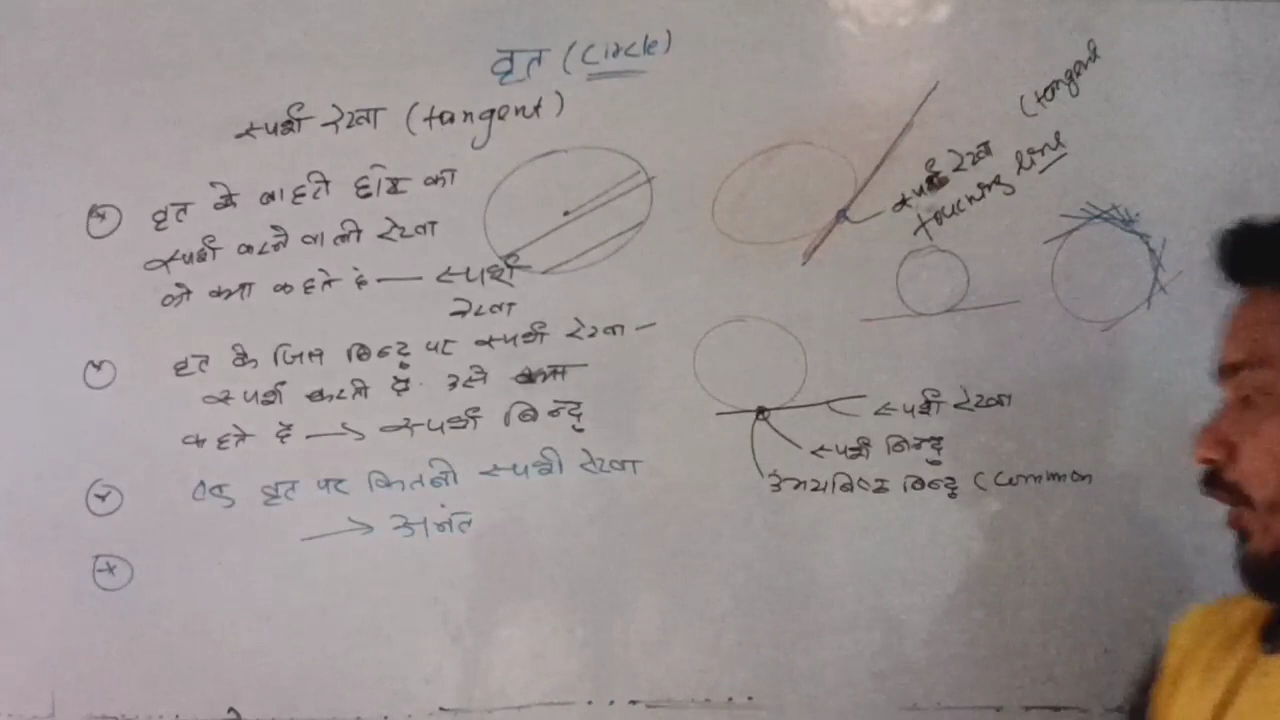 वृत (Circle)
स्पर्श रेखा (tangent)
वृत के बाहरी का
स्पर्श करने वाली रेखा
को क्या कहते है — स्पर्श
रेखा
वृत के जिस बिन्दु पर स्पर्श रेखा
स्पर्श करती है उसे क्या
कहते है → स्पर्श बिन्दु
एक वृत पर कितनी स्पर्श रेखा
→ अनंत
(tangent
स्पर्श रेखा
touching line
स्पर्श रेखा
स्पर्श बिन्दु
उभयनिष्ठ बिन्दु (Common